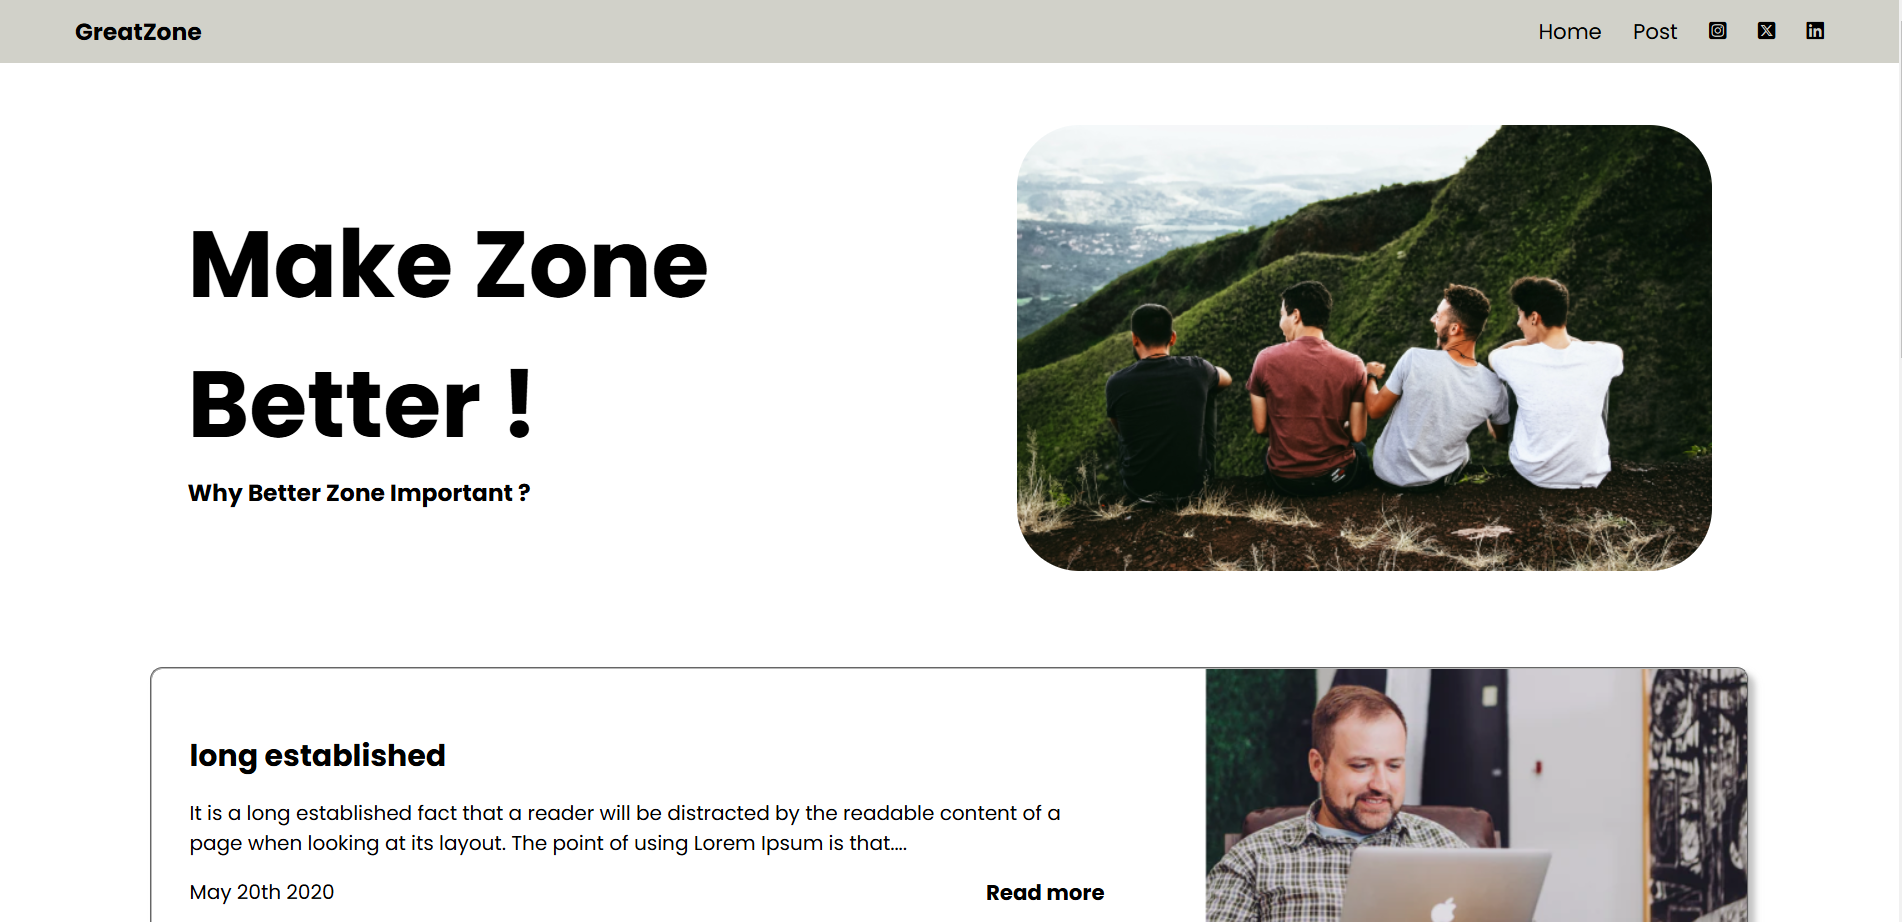 GreatZone
Home Post
Make Zone
Better !
Why Better Zone Important ?
long established
It is a long established fact that a reader will be distracted by the readable content of a
page when looking at its layout. The point of using Lorem Ipsum is that....
May 20th 2020
Read more